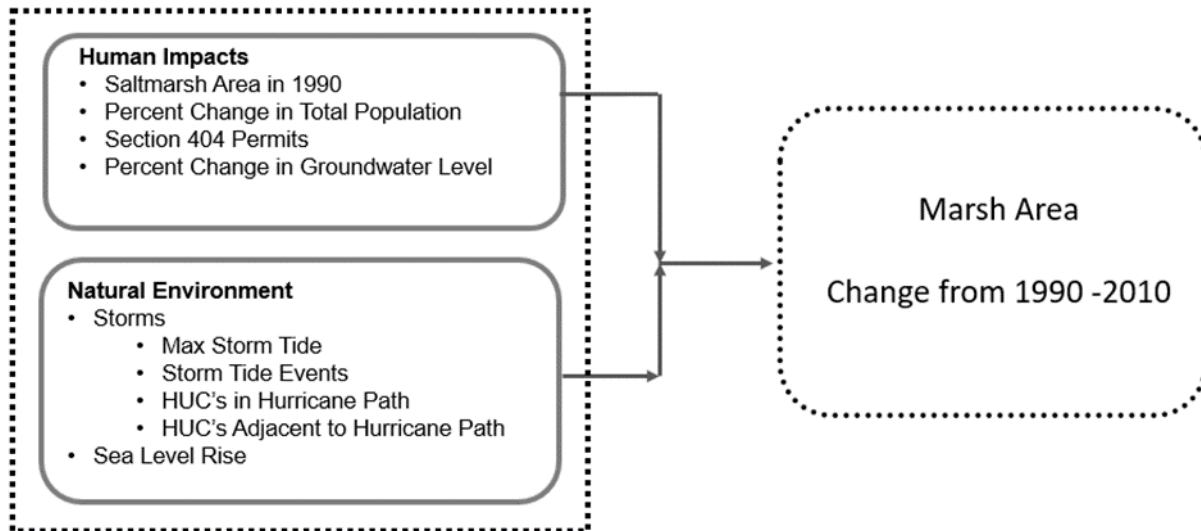 Human Impacts
• Saltmarsh Area in 1990
• Percent Change in Total Population
• Section 404 Permits
• Percent Change in Groundwater Level
Natural Environment
• Storms
• Max Storm Tide
• Storm Tide Events
• HUC's in Hurricane Path
• HUC's Adjacent to Hurricane Path
• Sea Level Rise
Marsh Area
Change from 1990 -2010